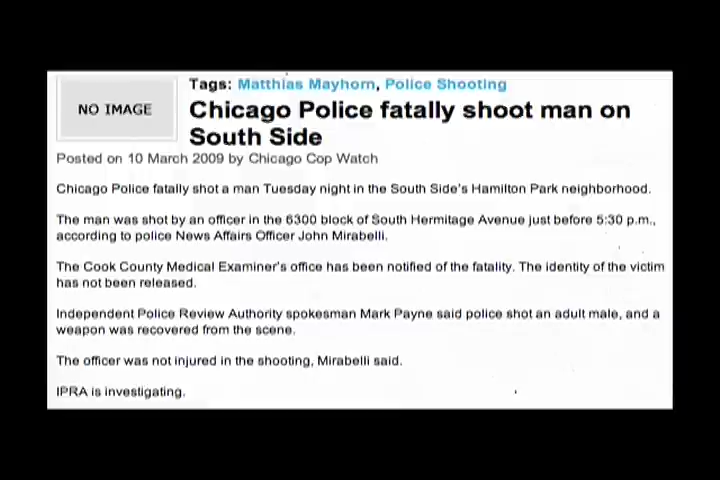 NO IMAGE
Tags: Matthias Mayhorn, Police Shooting
Chicago Police fatally shoot man on
South Side
Posted on 10 March 2009 by Chicago Cop Watch
Chicago Police fatally shot a man Tuesday night in the South Side's Hamilton Park neighborhood.
The man was shot by an officer in the 6300 block of South Hermitage Avenue just before 5:30 p.m.,
according to police News Affairs Officer John Mirabelli.
The Cook County Medical Examiner's office has been notified of the fatality. The identity of the victim
has not been released.
Independent Police Review Authority spokesman Mark Payne said police shot an adult male, and a
weapon was recovered from the scene.
The officer was not injured in the shooting, Mirabelli said.
IPRA is investigating.